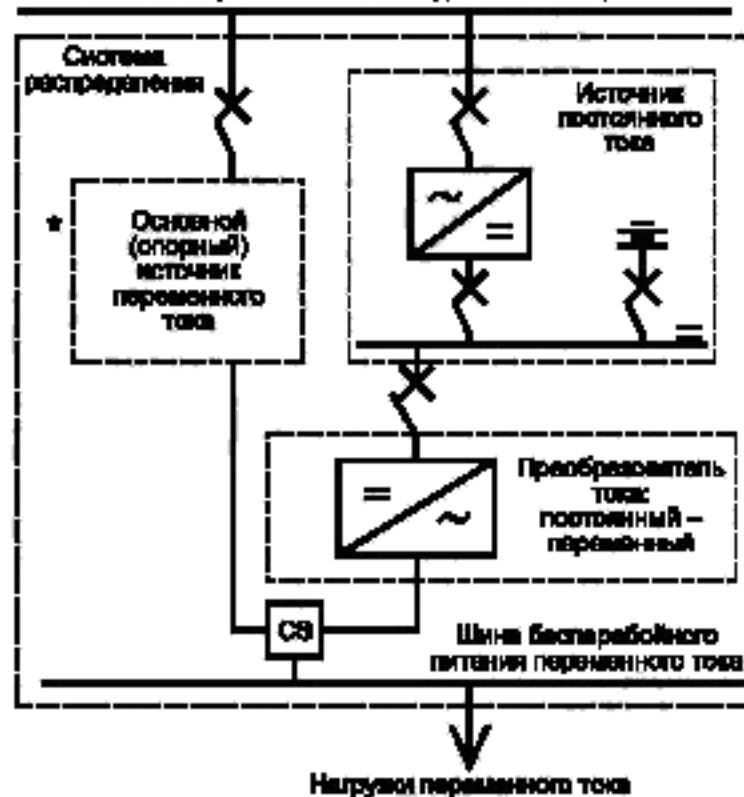 Система
распределения
Источник
постоянного
тока
~
=
*
Основной
(опорный)
источник
переменного
тока
=
=
~
Преобразователь
тока:
постоянный –
переменный
CS
Шина бесперебойного
питания переменного тока
Нагрузки переменного тока